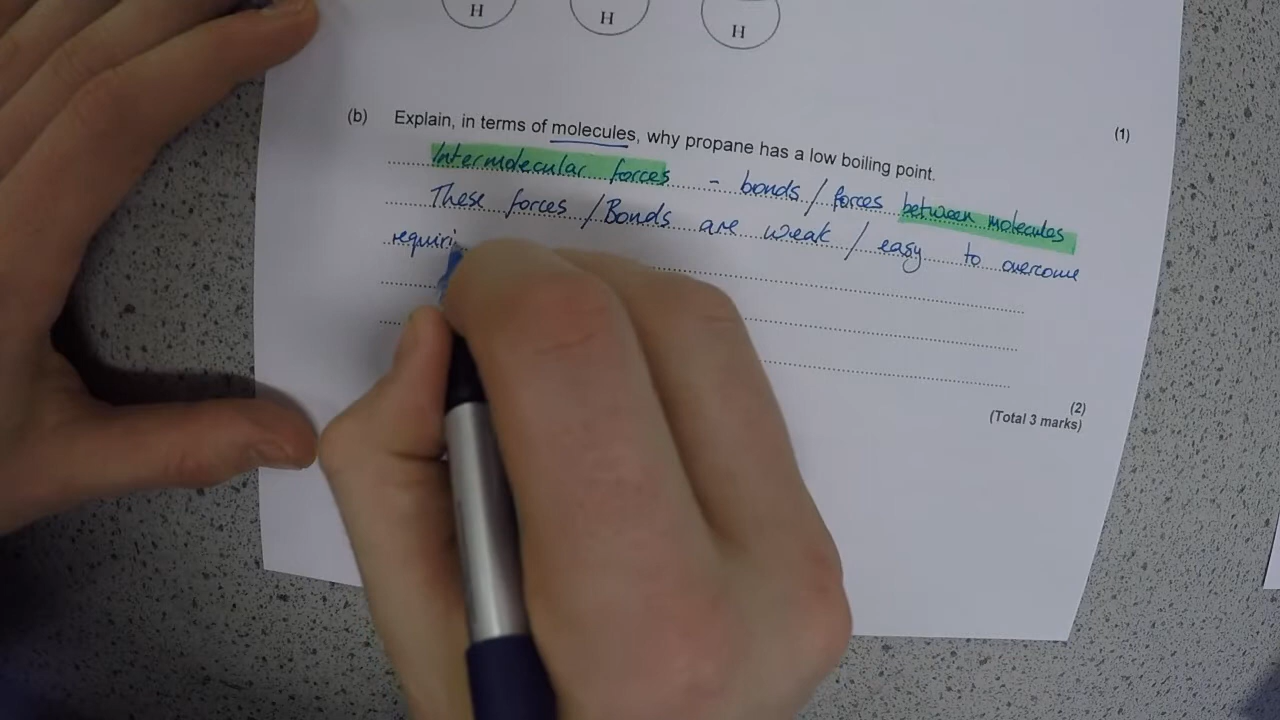 H H H
(b) Explain, in terms of molecules, why propane has a low boiling point. (1)
Intermolecular forces - bonds / forces between molecules
These forces / Bonds are weak / easy to overcome
requiri
(2)
(Total 3 marks)